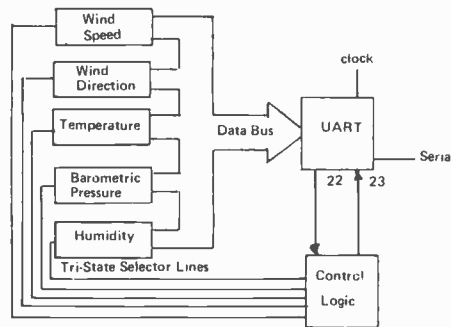 Wind
Speed
Wind
Direction
Temperature
Barometric
Pressure
Humidity
Tri-State Selector Lines
Data Bus
clock
UART
Seria
22
23
Control
Logic